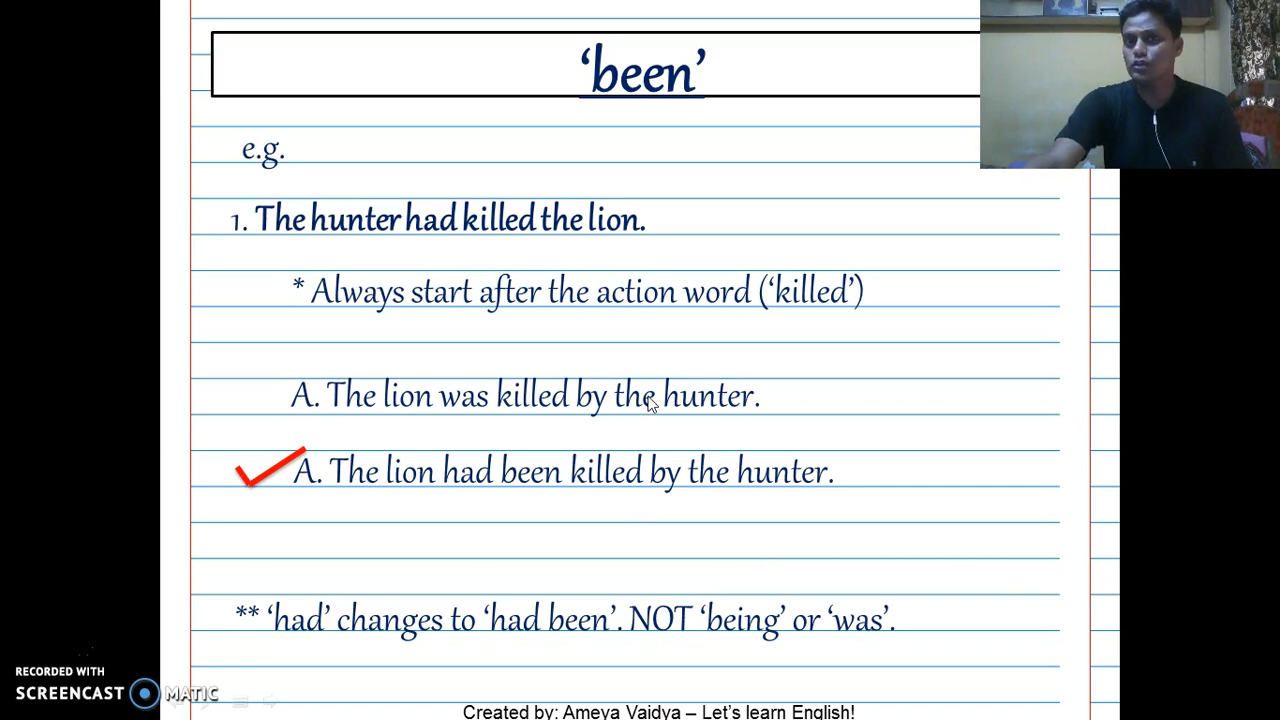 ‘been’
e.g.
1. The hunter had killed the lion.
* Always start after the action word (‘killed’)
A. The lion was killed by the hunter.
A. The lion had been killed by the hunter.
** ‘had’ changes to ‘had been’. NOT ‘being’ or ‘was’.
RECORDED WITH
SCREENCAST MATIC
Created by: Ameya Vaidya – Let’s learn English!